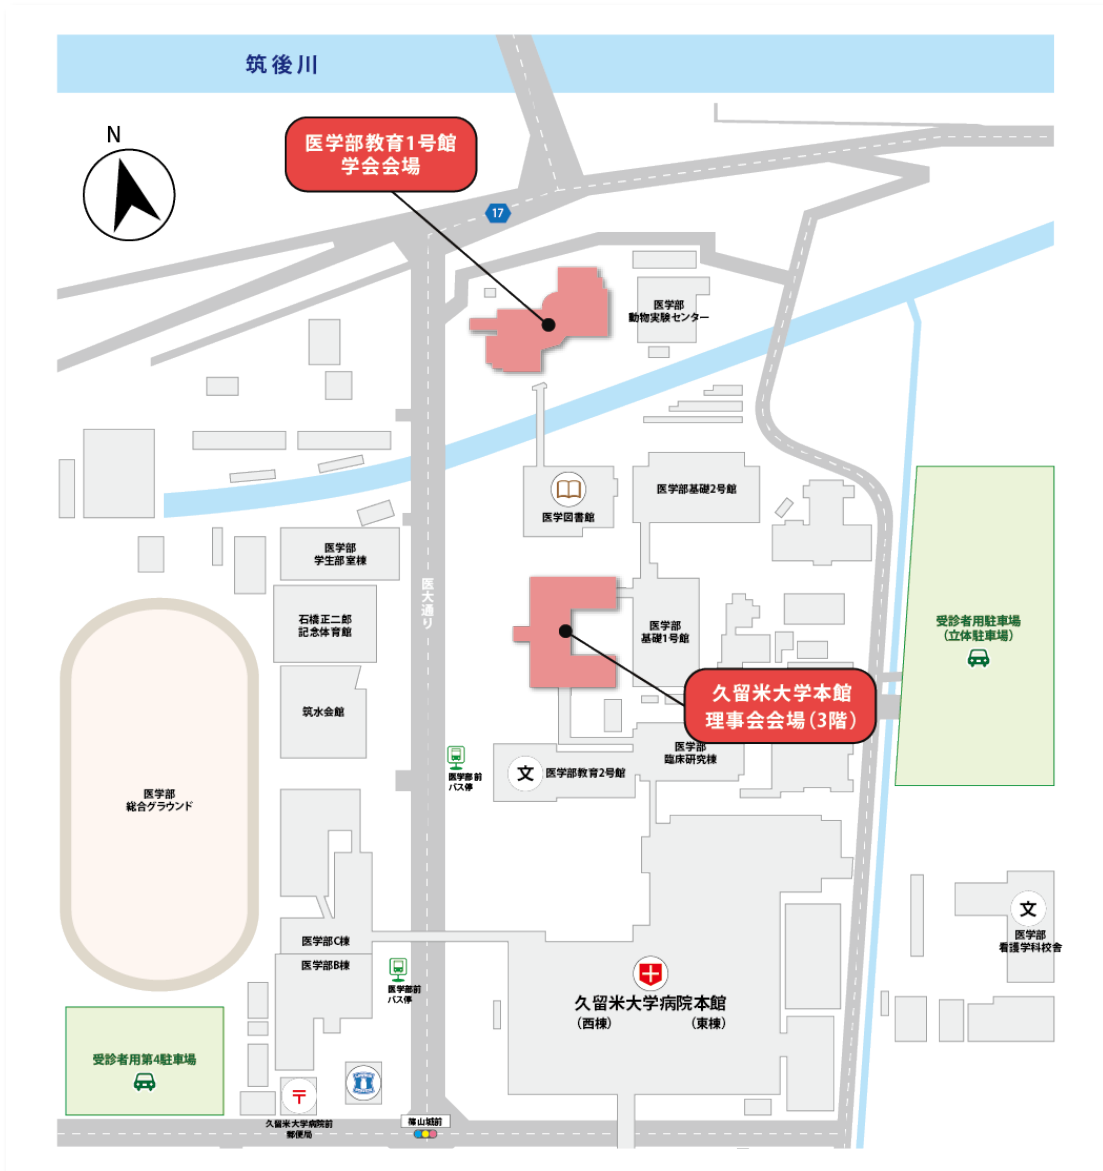 筑後川
N
医学部教育1号館
学会会場
17
医学部
動物実験センター
医学部基礎2号館
医学図書館
医学部
学生部室棟
医大通り
石橋正二郎
記念体育館
医学部
基礎1号館
受診者用駐車場
(立体駐車場)
久留米大学本館
理事会会場(3階)
筑水会館
医学部
臨床研究棟
文
医学部教育2号館
医学部前
バス停
医学部
総合グラウンド
文
医学部
看護学科校舎
医学部C棟
医学部B棟
医学部前
バス停
久留米大学病院本館
(西棟)
(東棟)
受診者用第4駐車場
〒
久留米大学病院前
郵便局
篠山城前